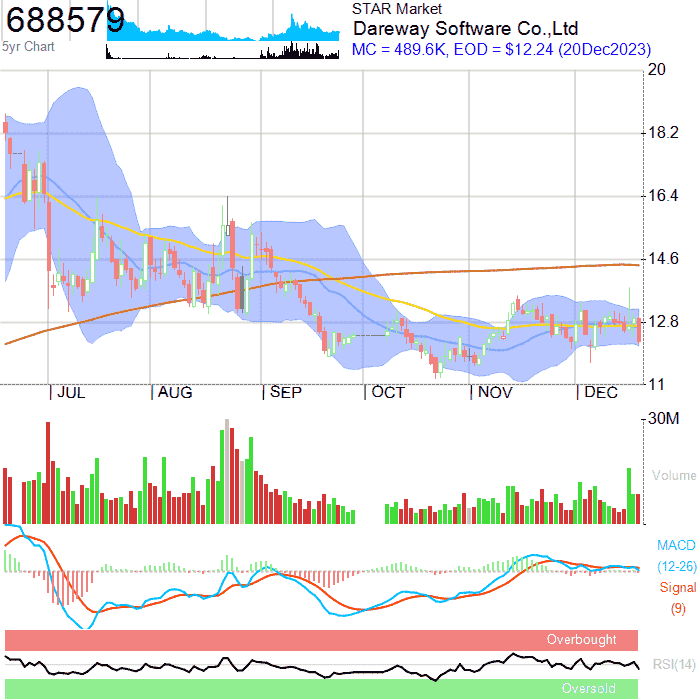 688579
5yr Chart
STAR Market
Dareway Software Co.,Ltd
MC = 489.6K, EOD = $12.24 (20Dec2023)
20
18.2
16.4
14.6
12.8
11
JUL AUG SEP OCT NOV DEC
30M
Volume
MACD
(12-26)
Signal
(9)
Overbought
RSI(14)
Oversold